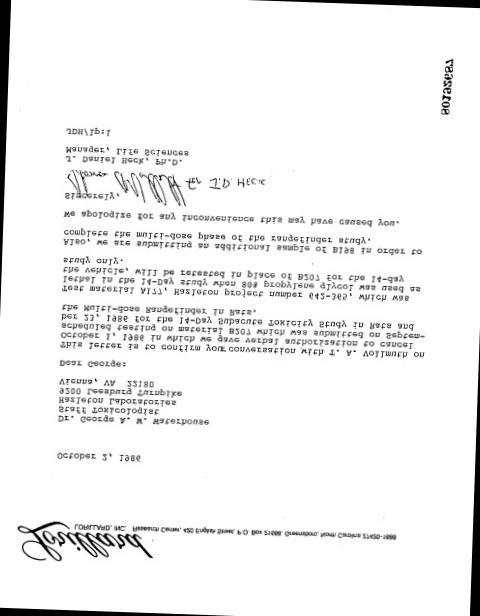 Lorillard
LORILLARD, INC. Research Center, 420 English Street, P.O. Box 21688, Greensboro, North Carolina 27420-1688
October 2, 1986
Dr. George A. W. Waterhouse
Staff Toxicologist
Hazleton Laboratories
9200 Leesburg Turnpike
Vienna, VA 22180
Dear George:
This letter is to confirm your conversation with T. A. Vollmuth on
October 1, 1986 in which we gave verbal authorization to cancel
scheduled testing on material B207 which was submitted on Septem-
ber 23, 1986 for the 14-Day Subacute Toxicity Study in Rats and
the Multi-dose Rangefinder in Rats.
Test material A177, Hazleton project number 642-365, which was
lethal in the 14-Day study when 80% propylene glycol was used as
the vehicle, will be retested in place of B207 for the 14-day
study only.
Also, we are submitting an additional sample of B198 in order to
complete the multi-dose phase of the rangefinder study.
We apologize for any inconvenience this may have caused you.
Sincerely,
for J.D. Heck
J. Daniel Heck, Ph.D.
Manager, Life Sciences
JDH/lp:1